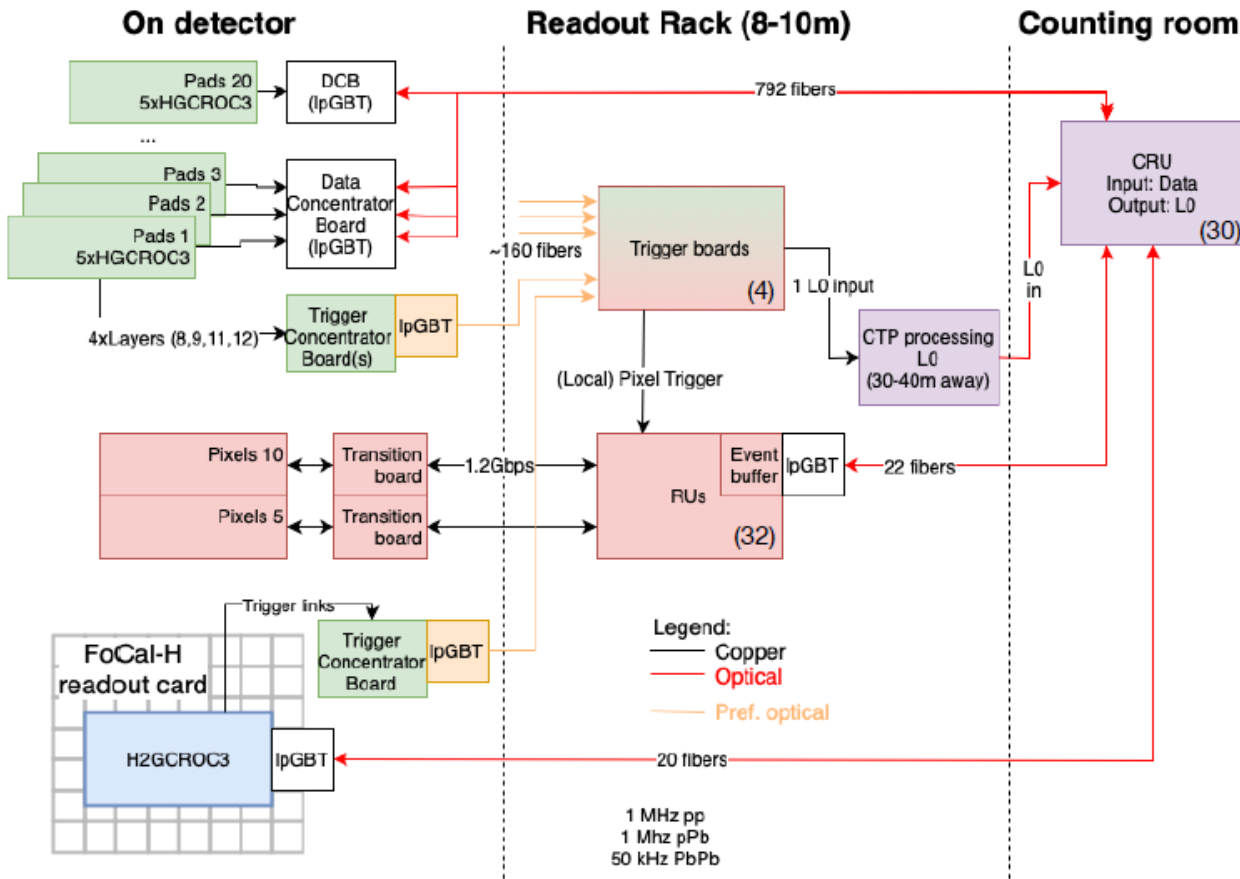 On detector
Readout Rack (8-10m)
Counting room
Pads 20
5xHGCROC3
DCB
(lpGBT)
792 fibers
...
Pads 3
Pads 2
Pads 1
5xHGCROC3
Data
Concentrator
Board
(lpGBT)
CRU
Input: Data
Output: L0
(30)
~160 fibers
Trigger boards
(4)
1 L0 input
L0
in
4xLayers (8,9,11,12)
Trigger
Concentrator
Board(s)
lpGBT
CTP processing
L0
(30-40m away)
(Local) Pixel Trigger
Pixels 10
Transition
board
1.2Gbps
Event
buffer
lpGBT
22 fibers
RUs
(32)
Pixels 5
Transition
board
Trigger links
Trigger
Concentrator
Board
lpGBT
Legend:
Copper
Optical
Pref. optical
FoCal-H
readout card
H2GCROC3
lpGBT
20 fibers
1 MHz pp
1 Mhz pPb
50 kHz PbPb